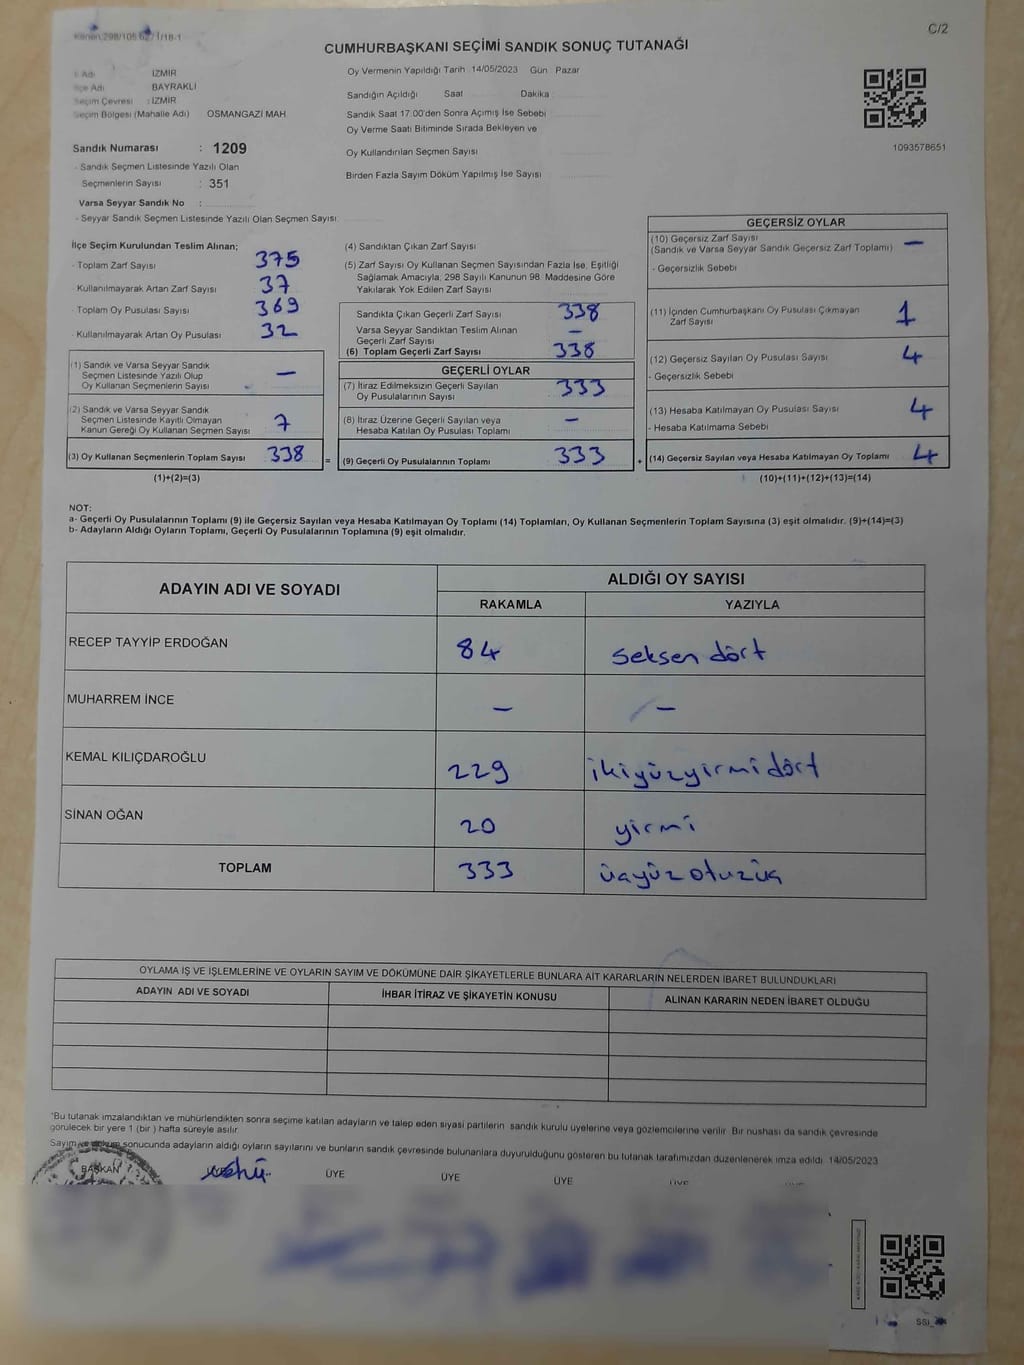 Kanun.298/105.62/1/18-1
C/2
CUMHURBAŞKANI SEÇİMİ SANDIK SONUÇ TUTANAĞI
İl Adı İZMİR
İlçe Adı BAYRAKLI
Seçim Çevresi : İZMİR
Seçim Bölgesi (Mahalle Adı) OSMANGAZİ MAH
Sandık Numarası : 1209
- Sandık Seçmen Listesinde Yazılı Olan
Seçmenlerin Sayısı : 351
Varsa Seyyar Sandık No :
- Seyyar Sandık Seçmen Listesinde Yazılı Olan Seçmen Sayısı:
Oy Vermenin Yapıldığı Tarih 14/05/2023 Gün Pazar
Sandığın Açıldığı Saat Dakika
Sandık Saat 17:00'den Sonra Açımış İse Sebebi
Oy Verme Saati Bitiminde Sırada Bekleyen ve
Oy Kullandırılan Seçmen Sayısı
Birden Fazla Sayım Döküm Yapılmış İse Sayısı
1093578651
İlçe Seçim Kurulundan Teslim Alınan;
- Toplam Zarf Sayısı 375
- Kullanılmayarak Artan Zarf Sayısı 37
- Toplam Oy Pusulası Sayısı 369
- Kullanılmayarak Artan Oy Pusulası 32
(1) Sandık ve Varsa Seyyar Sandık
Seçmen Listesinde Yazılı Olup
Oy Kullanan Seçmenlerin Sayısı –
(2) Sandık ve Varsa Seyyar Sandık
Seçmen Listesinde Kayıtlı Olmayan
Kanun Gereği Oy Kullanan Seçmen Sayısı 7
(3) Oy Kullanan Seçmenlerin Toplam Sayısı 338
(1)+(2)=(3)
(4) Sandıktan Çıkan Zarf Sayısı
(5) Zarf Sayısı Oy Kullanan Seçmen Sayısından Fazla İse, Eşitliği
Sağlamak Amacıyla, 298 Sayılı Kanunun 98. Maddesine Göre
Yakılarak Yok Edilen Zarf Sayısı
Sandıkta Çıkan Geçerli Zarf Sayısı 338
Varsa Seyyar Sandıktan Teslim Alınan
Geçerli Zarf Sayısı –
(6) Toplam Geçerli Zarf Sayısı 338
GEÇERLİ OYLAR
(7) İtiraz Edilmeksizin Geçerli Sayılan
Oy Pusulalarının Sayısı 333
(8) İtiraz Üzerine Geçerli Sayılan veya
Hesaba Katılan Oy Pusulası Toplamı –
= (9) Geçerli Oy Pusulalarının Toplamı 333 +
GEÇERSİZ OYLAR
(10) Geçersiz Zarf Sayısı
(Sandık ve Varsa Seyyar Sandık Geçersiz Zarf Toplamı) –
- Geçersizlik Sebebi
(11) İçinden Cumhurbaşkanı Oy Pusulası Çıkmayan
Zarf Sayısı 1
(12) Geçersiz Sayılan Oy Pusulası Sayısı 4
- Geçersizlik Sebebi
(13) Hesaba Katılmayan Oy Pusulası Sayısı 4
- Hesaba Katılmama Sebebi
(14) Geçersiz Sayılan veya Hesaba Katılmayan Oy Toplamı 4
(10)+(11)+(12)+(13)=(14)
NOT:
a- Geçerli Oy Pusulalarının Toplamı (9) ile Geçersiz Sayılan veya Hesaba Katılmayan Oy Toplamı (14) Toplamları, Oy Kullanan Seçmenlerin Toplam Sayısına (3) eşit olmalıdır. (9)+(14)=(3)
b- Adayların Aldığı Oyların Toplamı, Geçerli Oy Pusulalarının Toplamına (9) eşit olmalıdır.
ADAYIN ADI VE SOYADI ALDIĞI OY SAYISI
RAKAMLA YAZIYLA
RECEP TAYYİP ERDOĞAN 84 seksen dört
MUHARREM İNCE – –
KEMAL KILIÇDAROĞLU 229 ikiyüzyirmidört
SİNAN OĞAN 20 yirmi
TOPLAM 333 üçyüzotuzüç
OYLAMA İŞ VE İŞLEMLERİNE VE OYLARIN SAYIM VE DÖKÜMÜNE DAİR ŞİKAYETLERLE BUNLARA AİT KARARLARIN NELERDEN İBARET BULUNDUKLARI
ADAYIN ADI VE SOYADI İHBAR İTİRAZ VE ŞİKAYETİN KONUSU ALINAN KARARIN NEDEN İBARET OLDUĞU
*Bu tutanak imzalandıktan ve mühürlendikten sonra seçime katılan adayların ve talep eden siyasi partilerin sandık kurulu üyelerine veya gözlemcilerine verilir. Bir nüshası da sandık çevresinde
görülecek bir yere 1 (bir) hafta süreyle asılır.
Sayım ve döküm sonucunda adayların aldığı oyların sayılarını ve bunların sandık çevresinde bulunanlara duyurulduğunu gösteren bu tutanak tarafımızdan düzenlenerek imza edildi. 14/05/2023
BAŞKAN ÜYE ÜYE ÜYE ÜYE